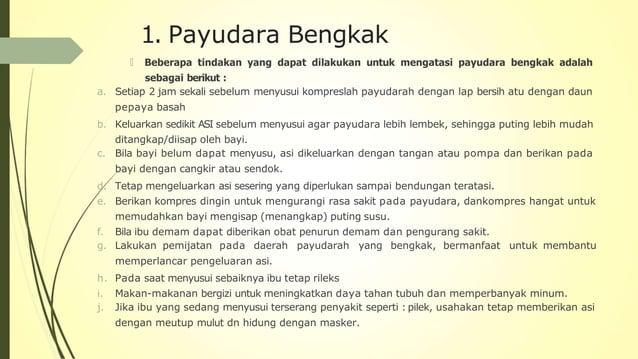 1. Payudara Bengkak
Beberapa tindakan yang dapat dilakukan untuk mengatasi payudara bengkak adalah
sebagai berikut :
a. Setiap 2 jam sekali sebelum menyusui kompreslah payudarah dengan lap bersih atu dengan daun
pepaya basah
b. Keluarkan sedikit ASI sebelum menyusui agar payudara lebih lembek, sehingga puting lebih mudah
ditangkap/diisap oleh bayi.
c. Bila bayi belum dapat menyusu, asi dikeluarkan dengan tangan atau pompa dan berikan pada
bayi dengan cangkir atau sendok.
d. Tetap mengeluarkan asi sesering yang diperlukan sampai bendungan teratasi.
e. Berikan kompres dingin untuk mengurangi rasa sakit pada payudara, dankompres hangat untuk
memudahkan bayi mengisap (menangkap) puting susu.
f. Bila ibu demam dapat diberikan obat penurun demam dan pengurang sakit.
g. Lakukan pemijatan pada daerah payudarah yang bengkak, bermanfaat untuk membantu
memperlancar pengeluaran asi.
h. Pada saat menyusui sebaiknya ibu tetap rileks
i. Makan-makanan bergizi untuk meningkatkan daya tahan tubuh dan memperbanyak minum.
j. Jika ibu yang sedang menyusui terserang penyakit seperti : pilek, usahakan tetap memberikan asi
dengan meutup mulut dn hidung dengan masker.